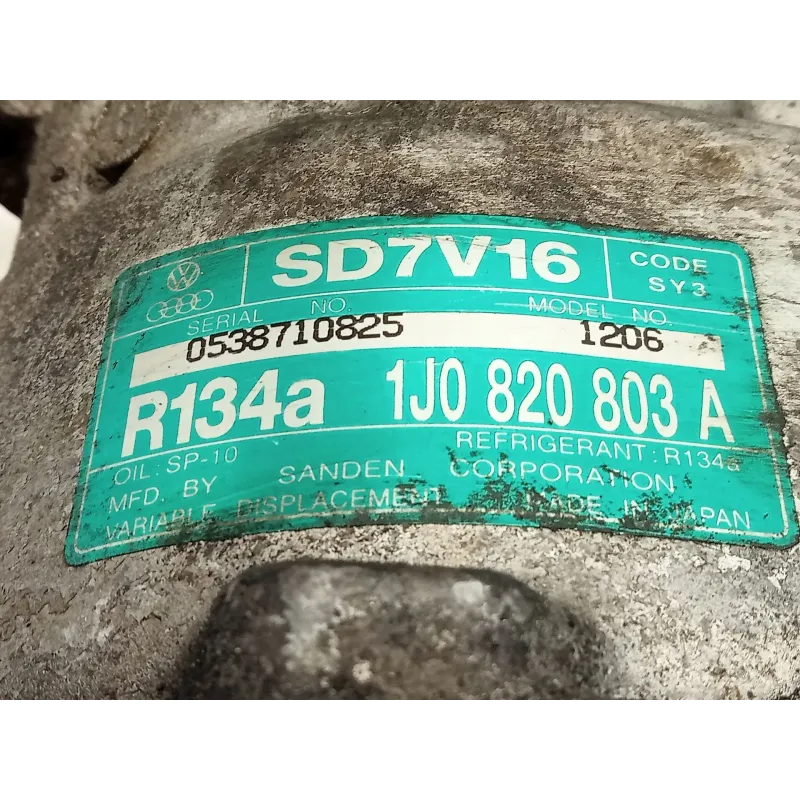 SD7V16
CODE
SY3
SERIAL NO.
MODEL NO.
0538710825
1206
R134a
1J0 820 803 A
OIL: SP-10
REFRIGERANT: R134a
MFD. BY SANDEN CORPORATION
VARIABLE DISPLACEMENT MADE IN JAPAN